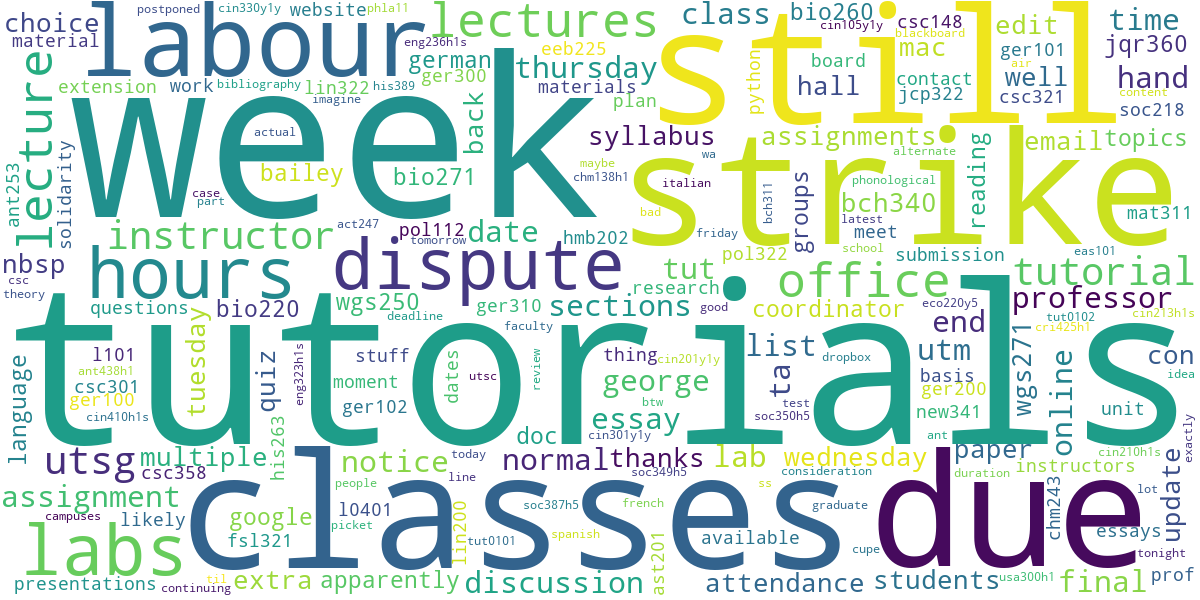 postponed
cin330y1y
phla11
choice
website
material
labour
eng236h1s
lectures
class
bio260
cin105y1y
csc148
blackboard
edit
time
still
german
eeb225
mac
ger101
jqr360
extension
work
bibliography
lin322
his389
ger300
thursday
board
air
imagine
materials
hall
python
contact
well
hand
content
lecture
week
back
plan
jcp322
csc321
soc218
actual
syllabus
assignments
email
topics
solidarity
bailey
maybe
wa
alternate
reading
ant253
bio271
chm138h1
italian
strike
phonological
case
part
bad
bch311
groups
bch340
mat311
latest
act247
pol112
date
hmb202
friday
meet
instructor
tomorrow
pol322
school
submission
eas101
nbsp
hours
dispute
tut
office
tutorial
csc
research
theory
questions
bio220
wgs250
ger310
sections
good
coordinator
eco220y5
professor
deadline
tut0102
cin213h1s
faculty
end
cri425h1
tutorials
l101
stuff
thing
cin201y1y
list
dropbox
utm
con
ant438h1
eng323h1s
utsc
review
idea
language
csc301
tuesday
quiz
moment
dates
george
ta
basis
wgs271
online
ger100
ger102
btw
test
ger200
unit
cin410h1s
essay
soc350h5
new341
his263
doc
cin301y1y
ant
exactly
utsg
multiple
notice
today
normal
thanks
lab
wednesday
paper
cin210h1s
csc358
people
line
soc349h5
ss
consideration
duration
instructors
update
assignment
classes
due
lot
campuses
likely
google
l0401
lin200
soc387h5
french
graduate
chm243
essays
labs
fsl321
picket
tut0101
spanish
available
cupe
tonight
presentations
continuing
til
extra
apparently
discussion
ast201
attendance
students
usa300h1
final
prof